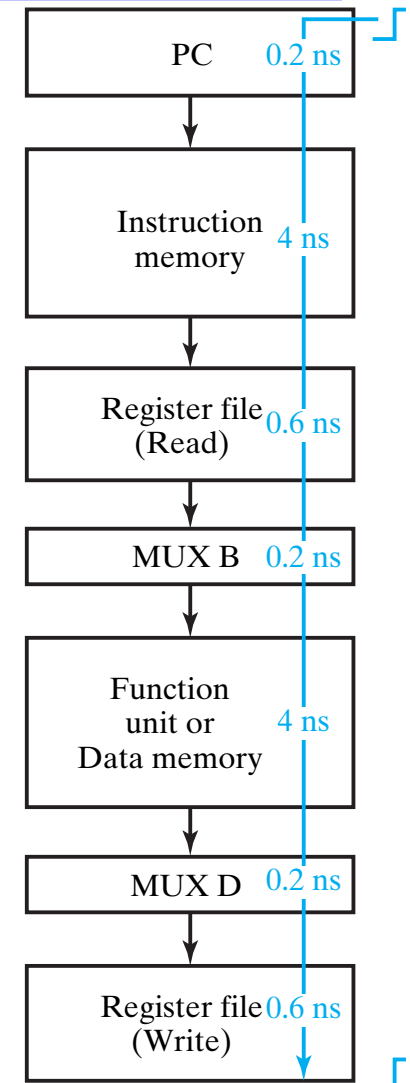 PC 0.2 ns
Instruction
memory
4 ns
Register file
(Read)
0.6 ns
MUX B 0.2 ns
Function
unit or
Data memory
4 ns
MUX D 0.2 ns
Register file
(Write)
0.6 ns